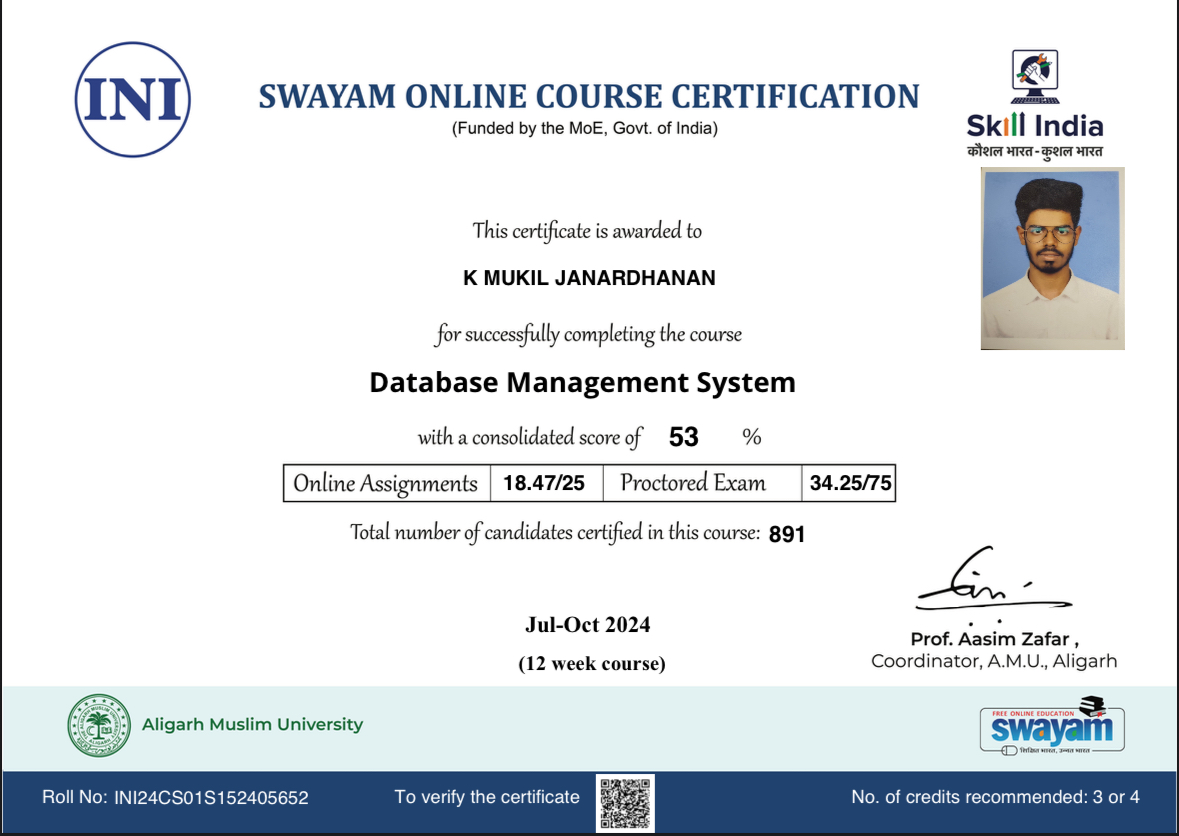 INI
SWAYAM ONLINE COURSE CERTIFICATION
(Funded by the MoE, Govt. of India)
Skill India
कौशल भारत - कुशल भारत
This certificate is awarded to
K MUKIL JANARDHANAN
for successfully completing the course
Database Management System
with a consolidated score of 53 %
Online Assignments 18.47/25 Proctored Exam 34.25/75
Total number of candidates certified in this course: 891
Jul-Oct 2024
(12 week course)
Prof. Aasim Zafar ,
Coordinator, A.M.U., Aligarh
Aligarh Muslim University
FREE ONLINE EDUCATION
swayam
शिक्षित भारत, उन्नत भारत
Roll No: INI24CS01S152405652
To verify the certificate
No. of credits recommended: 3 or 4